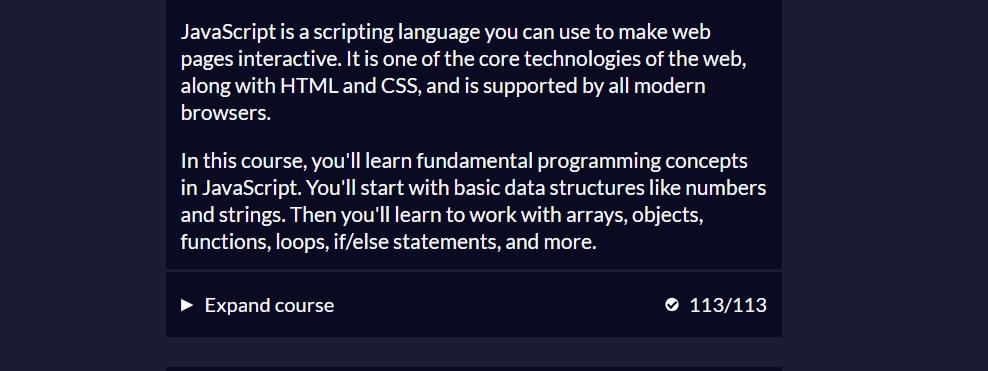 JavaScript is a scripting language you can use to make web
pages interactive. It is one of the core technologies of the web,
along with HTML and CSS, and is supported by all modern
browsers.
In this course, you'll learn fundamental programming concepts
in JavaScript. You'll start with basic data structures like numbers
and strings. Then you'll learn to work with arrays, objects,
functions, loops, if/else statements, and more.
Expand course 113/113